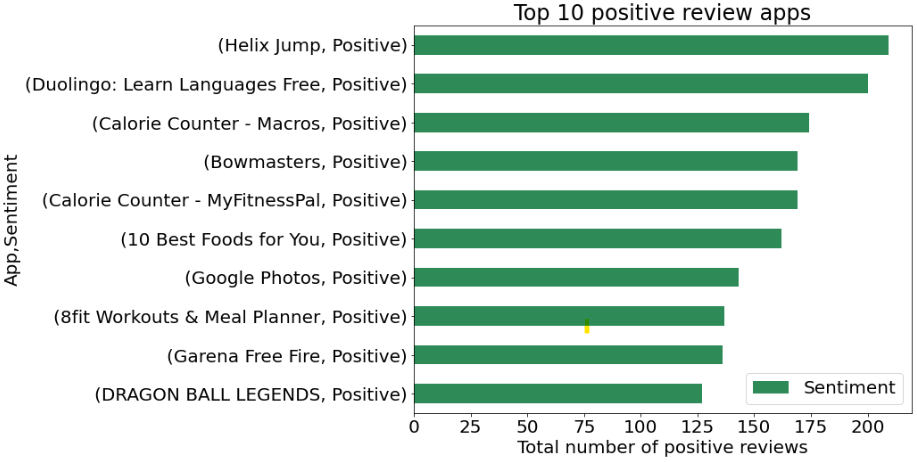 Top 10 positive review apps
(Helix Jump, Positive)
(Duolingo: Learn Languages Free, Positive)
(Calorie Counter - Macros, Positive)
(Bowmasters, Positive)
(Calorie Counter - MyFitnessPal, Positive)
(10 Best Foods for You, Positive)
(Google Photos, Positive)
(8fit Workouts & Meal Planner, Positive)
(Garena Free Fire, Positive)
(DRAGON BALL LEGENDS, Positive)
App,Sentiment
Sentiment
0 25 50 75 100 125 150 175 200
Total number of positive reviews